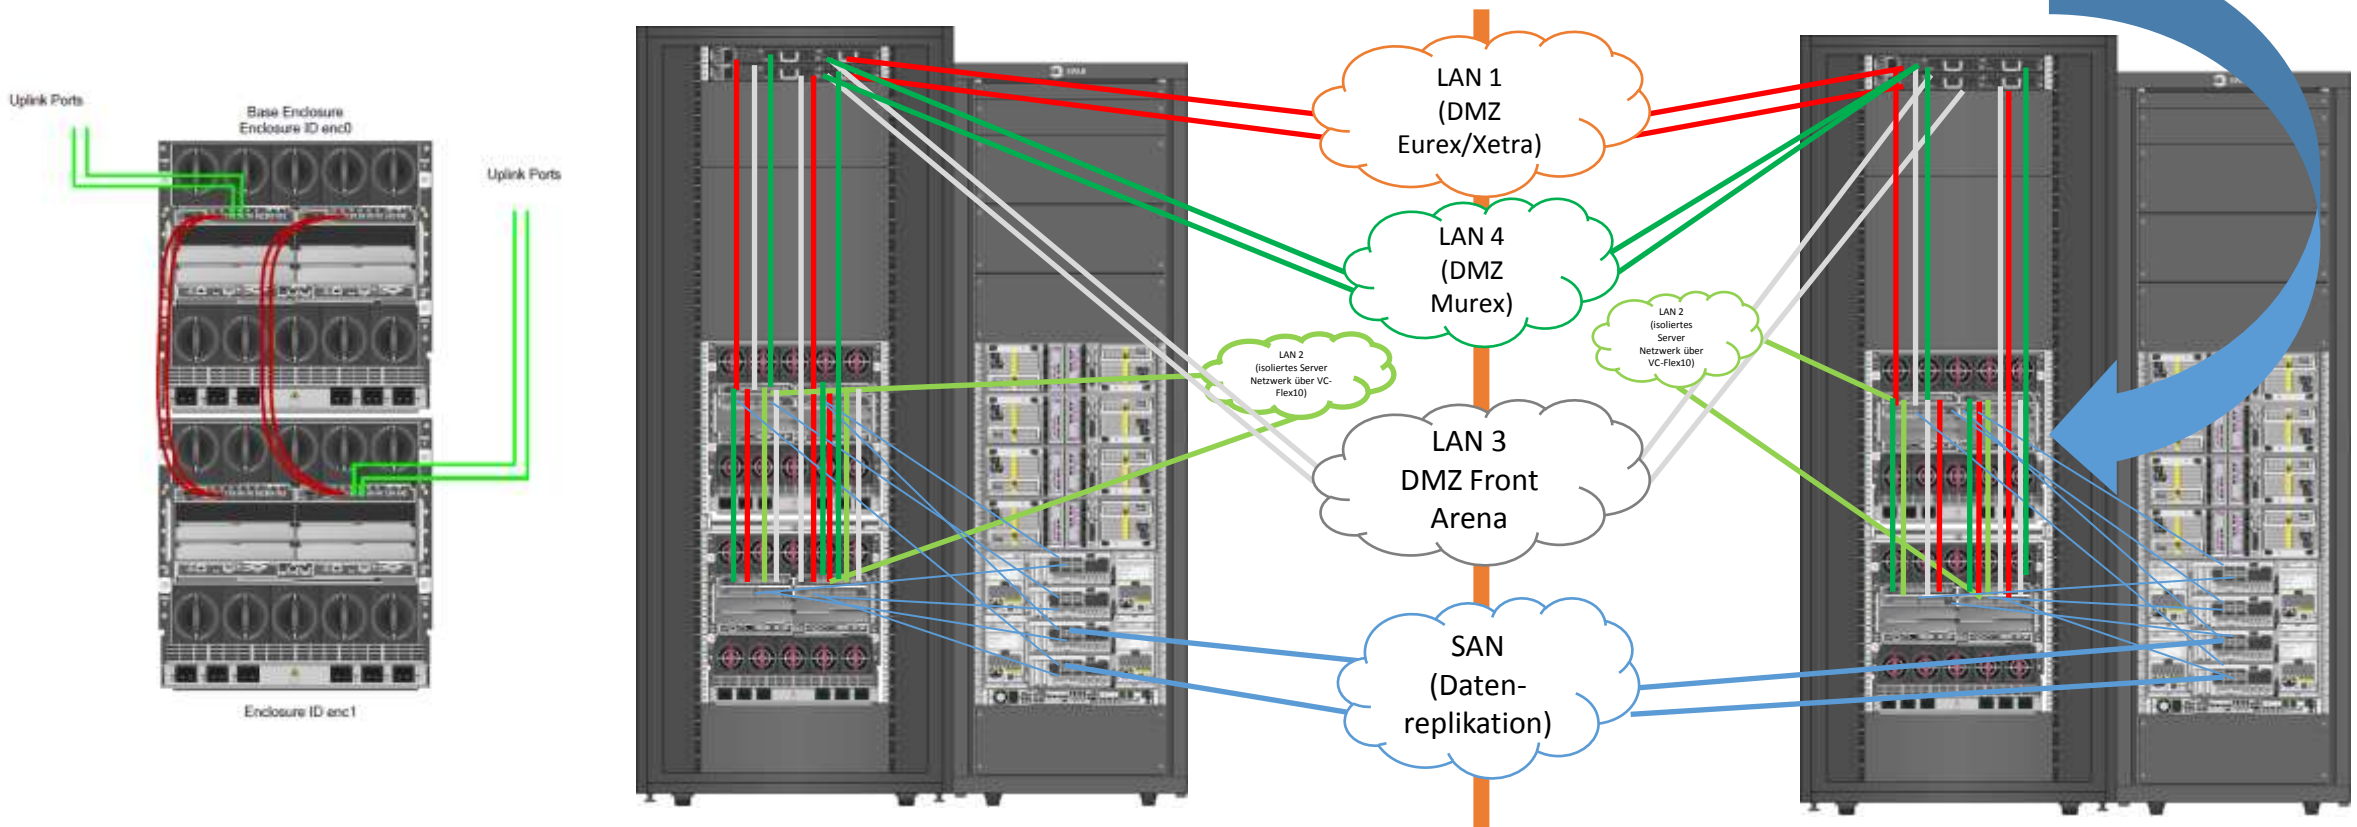 Uplink Ports
Base Enclosure
Enclosure ID enc0
Uplink Ports
Enclosure ID enc1
LAN 1
(DMZ
Eurex/Xetra)
LAN 4
(DMZ
Murex)
LAN 2
(isoliertes Server
Netzwerk über VC-
Flex10)
LAN 2
(isoliertes
Server
Netzwerk über
VC-Flex10)
LAN 3
DMZ Front
Arena
SAN
(Daten-
replikation)